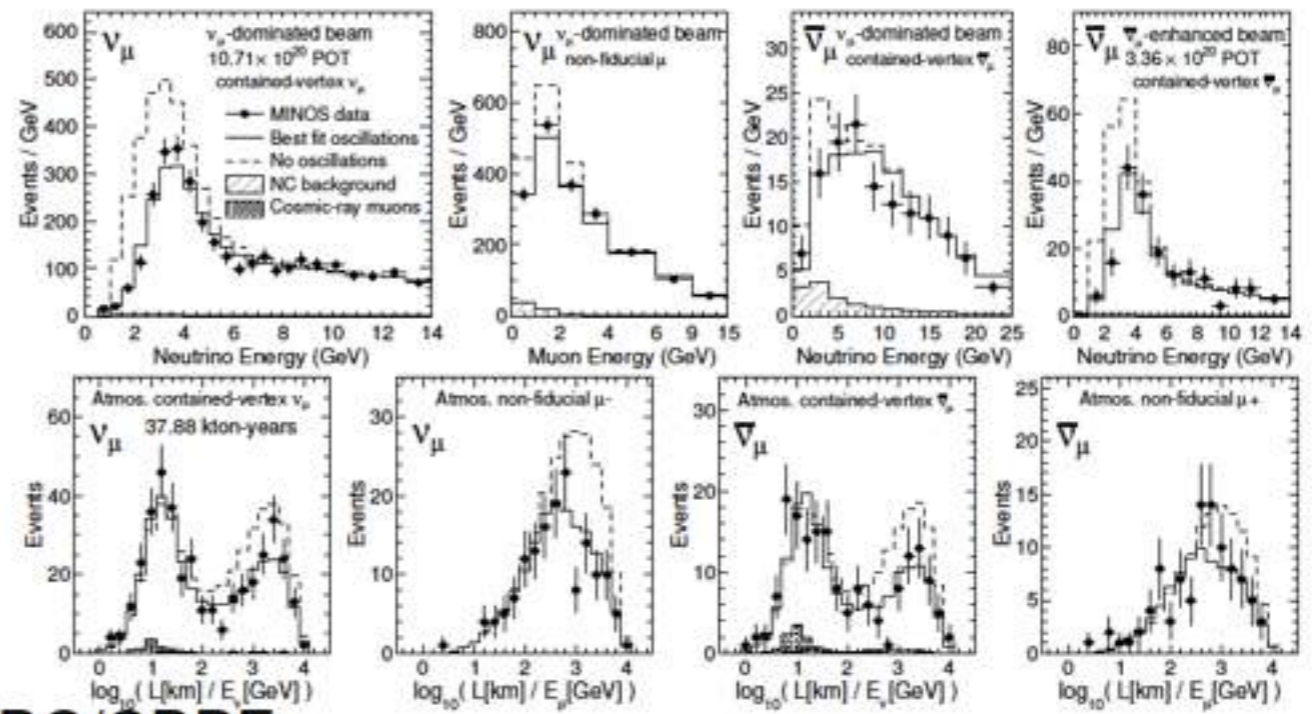 νμ
νμ-dominated beam
10.71× 10²⁰ POT
contained-vertex νμ
MINOS data
Best fit oscillations
No oscillations
NC background
Cosmic-ray muons
Events / GeV
600
500
400
300
200
100
0
0 2 4 6 8 10 12 14
Neutrino Energy (GeV)
νμ
νμ-dominated beam
non-fiducial μ
Events / GeV
800
600
400
200
0
0 2 2 4 6 9 15
Muon Energy (GeV)
ν̅μ
νμ-dominated beam
contained-vertex ν̅μ
Events / GeV
30
25
20
15
10
5
0
0 5 10 15 20 25
Neutrino Energy (GeV)
ν̅μ
ν̅μ-enhanced beam
3.36× 10²⁰ POT
contained-vertex ν̅μ
Events / GeV
80
60
40
20
0
0 2 4 6 8 10 12 14
Neutrino Energy (GeV)
Atmos. contained-vertex νμ
νμ
37.88 kton-years
Events
60
40
20
0
0 1 2 3 4
log₁₀( L[km] / Eν[GeV] )
Atmos. non-fiducial μ-
νμ
Events
30
20
10
0
0 1 2 3 4
log₁₀( L[km] / Eμ[GeV] )
Atmos. contained-vertex ν̅μ
ν̅μ
Events
30
20
10
0
0 1 2 3 4
log₁₀( L[km] / Eν[GeV] )
Atmos. non-fiducial μ+
ν̅μ
Events
25
20
15
10
5
0
0 1 2 3 4
log₁₀( L[km] / Eμ[GeV] )